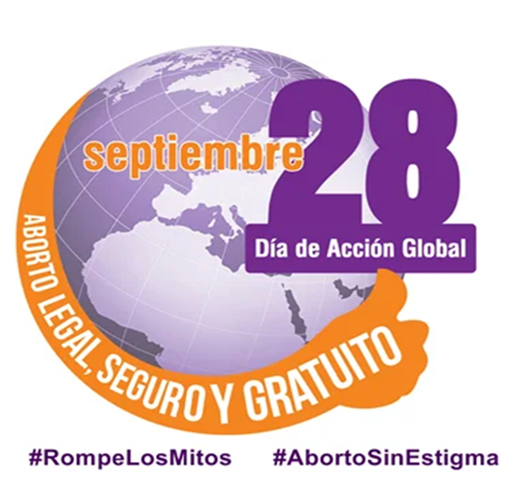 septiembre
28
Día de Acción Global
ABORTO LEGAL, SEGURO Y GRATUITO
#RompeLosMitos #AbortoSinEstigma